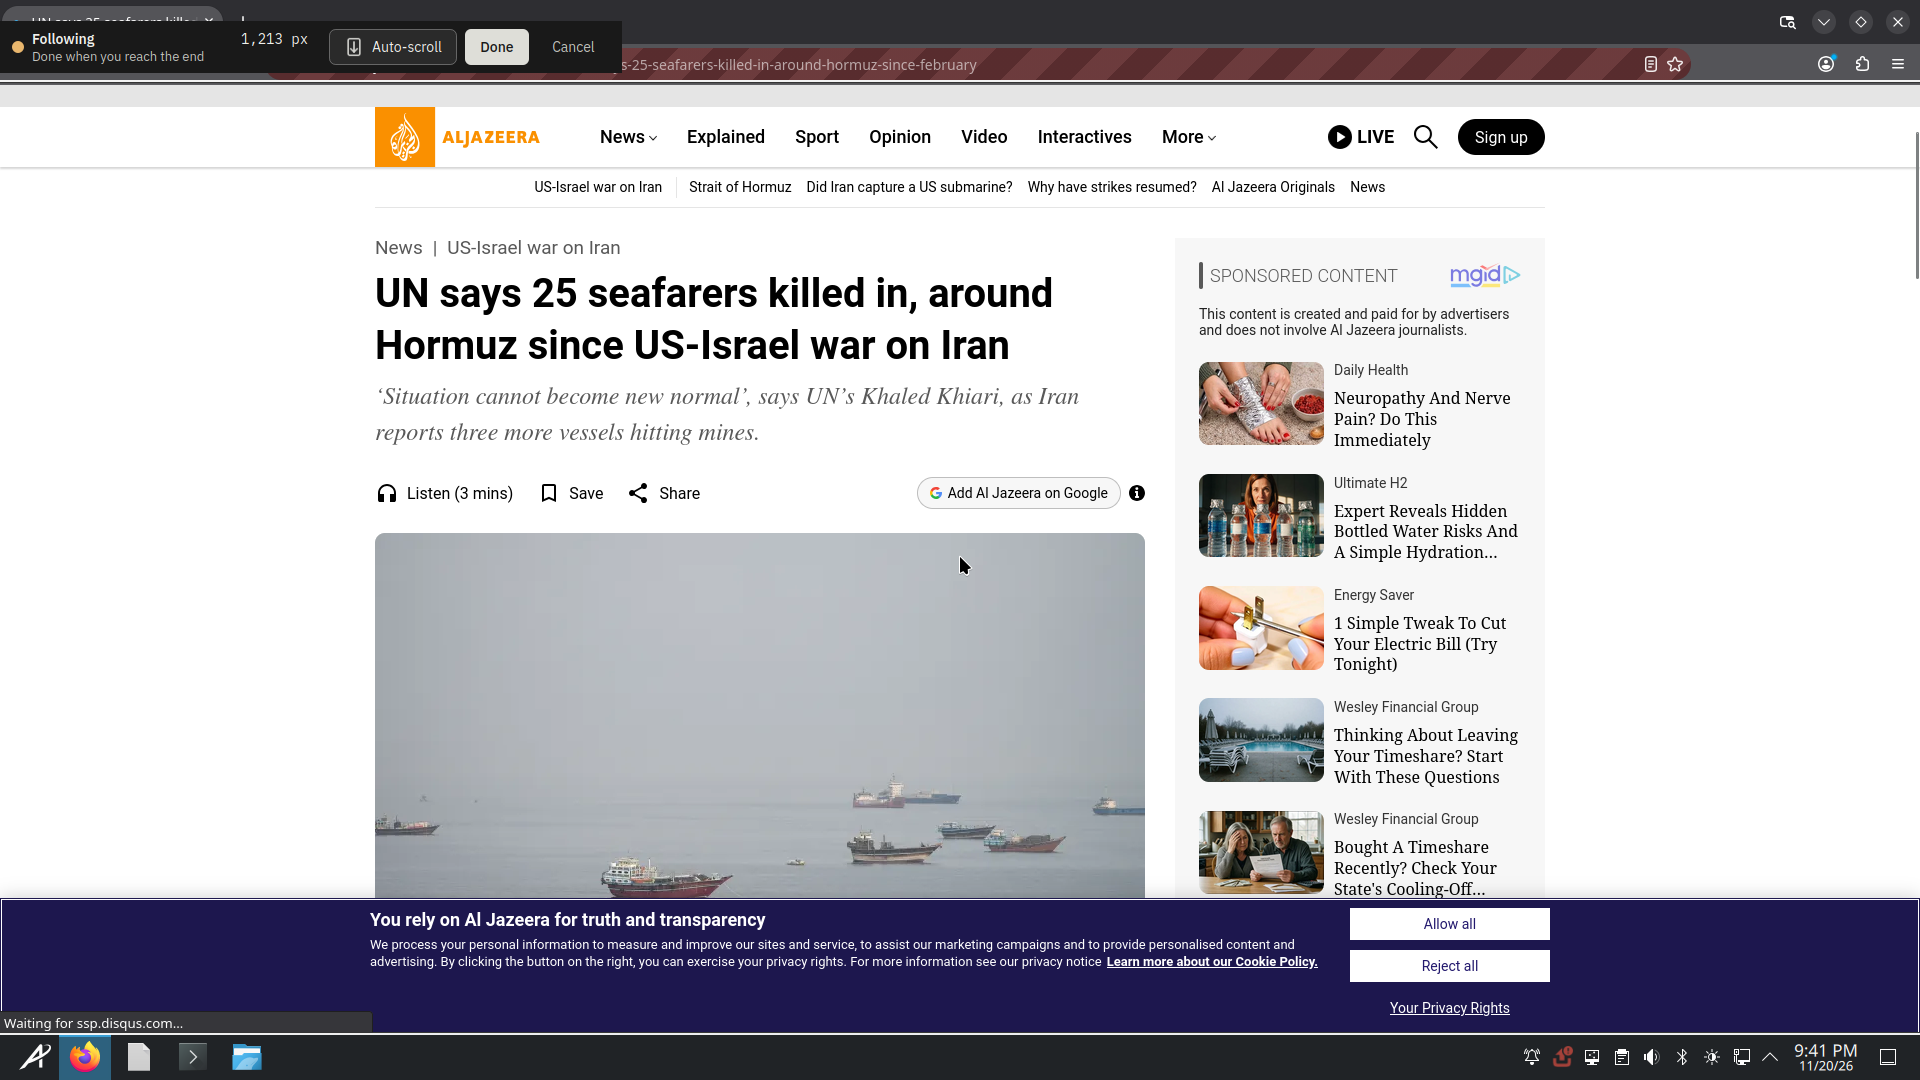 Following
Done when you reach the end
1,213 px
Auto-scroll
Done
Cancel
s-25-seafarers-killed-in-around-hormuz-since-february
ALJAZEERA
News
Explained
Sport
Opinion
Video
Interactives
More
LIVE
Sign up
US-Israel war on Iran
Strait of Hormuz
Did Iran capture a US submarine?
Why have strikes resumed?
Al Jazeera Originals
News
News | US-Israel war on Iran
UN says 25 seafarers killed in, around
Hormuz since US-Israel war on Iran
‘Situation cannot become new normal’, says UN’s Khaled Khiari, as Iran
reports three more vessels hitting mines.
Listen (3 mins)
Save
Share
Add Al Jazeera on Google
SPONSORED CONTENT
mgid
This content is created and paid for by advertisers
and does not involve Al Jazeera journalists.
Daily Health
Neuropathy And Nerve
Pain? Do This
Immediately
Ultimate H2
Expert Reveals Hidden
Bottled Water Risks And
A Simple Hydration...
Energy Saver
1 Simple Tweak To Cut
Your Electric Bill (Try
Tonight)
Wesley Financial Group
Thinking About Leaving
Your Timeshare? Start
With These Questions
Wesley Financial Group
Bought A Timeshare
Recently? Check Your
State's Cooling-Off...
You rely on Al Jazeera for truth and transparency
We process your personal information to measure and improve our sites and service, to assist our marketing campaigns and to provide personalised content and
advertising. By clicking the button on the right, you can exercise your privacy rights. For more information see our privacy notice Learn more about our Cookie Policy.
Allow all
Reject all
Your Privacy Rights
Waiting for ssp.disqus.com...
9:41 PM
11/20/26